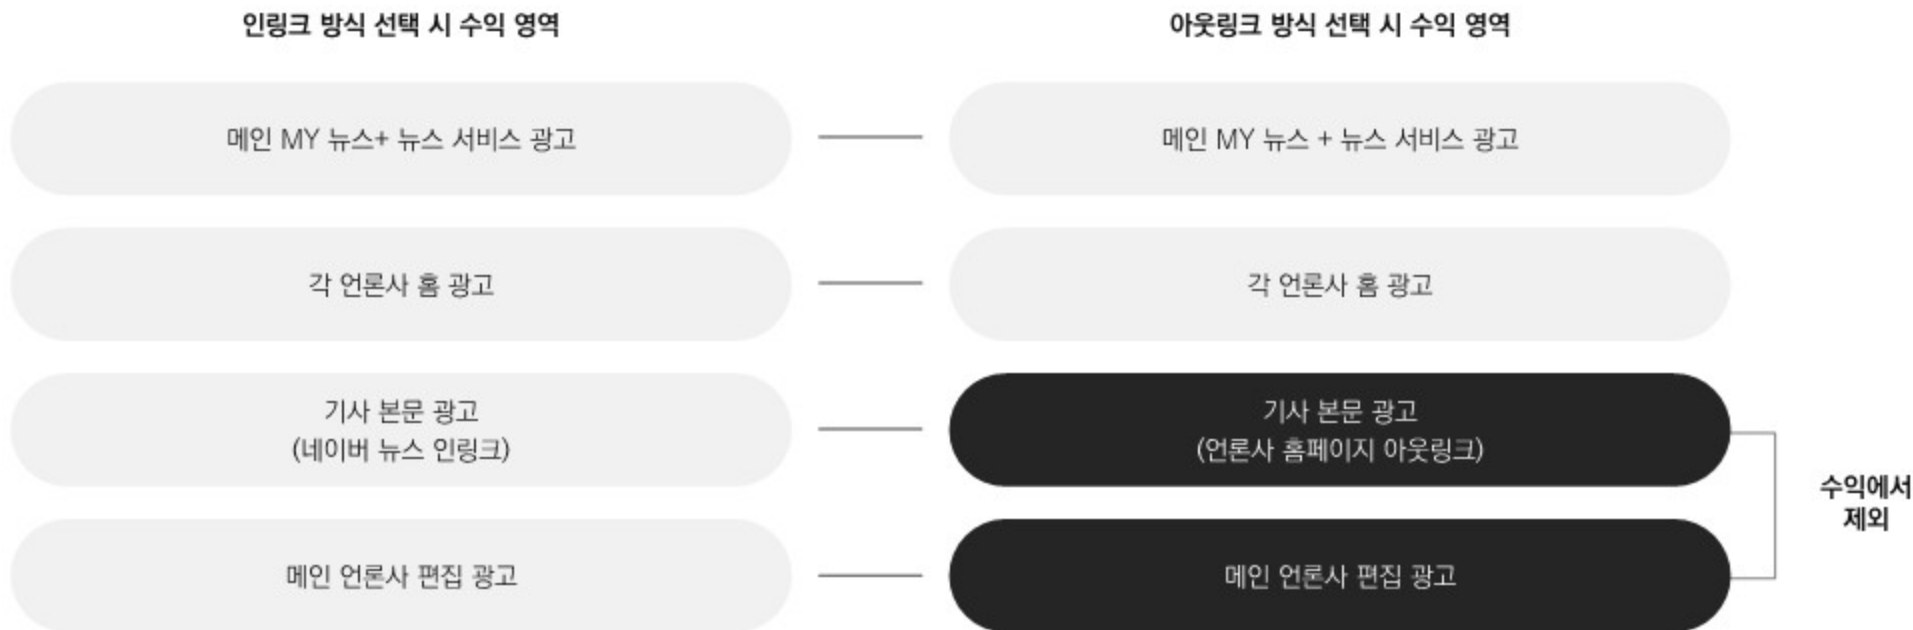 인링크 방식 선택 시 수익 영역
아웃링크 방식 선택 시 수익 영역
메인 MY 뉴스+ 뉴스 서비스 광고
메인 MY 뉴스 + 뉴스 서비스 광고
각 언론사 홈 광고
각 언론사 홈 광고
기사 본문 광고
(네이버 뉴스 인링크)
기사 본문 광고
(언론사 홈페이지 아웃링크)
수익에서
제외
메인 언론사 편집 광고
메인 언론사 편집 광고